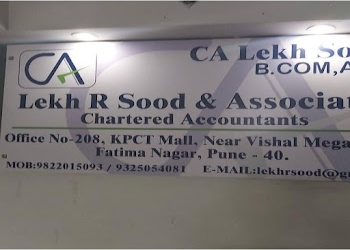 CA
CA Lekh So
B.COM,A
Lekh R Sood & Associat
Chartered Accountants
Office No-208, KPCT Mall, Near Vishal Mega
Fatima Nagar, Pune - 40.
MOB:9822015093 / 9325054081 E-MAIL:lekhrsood@g